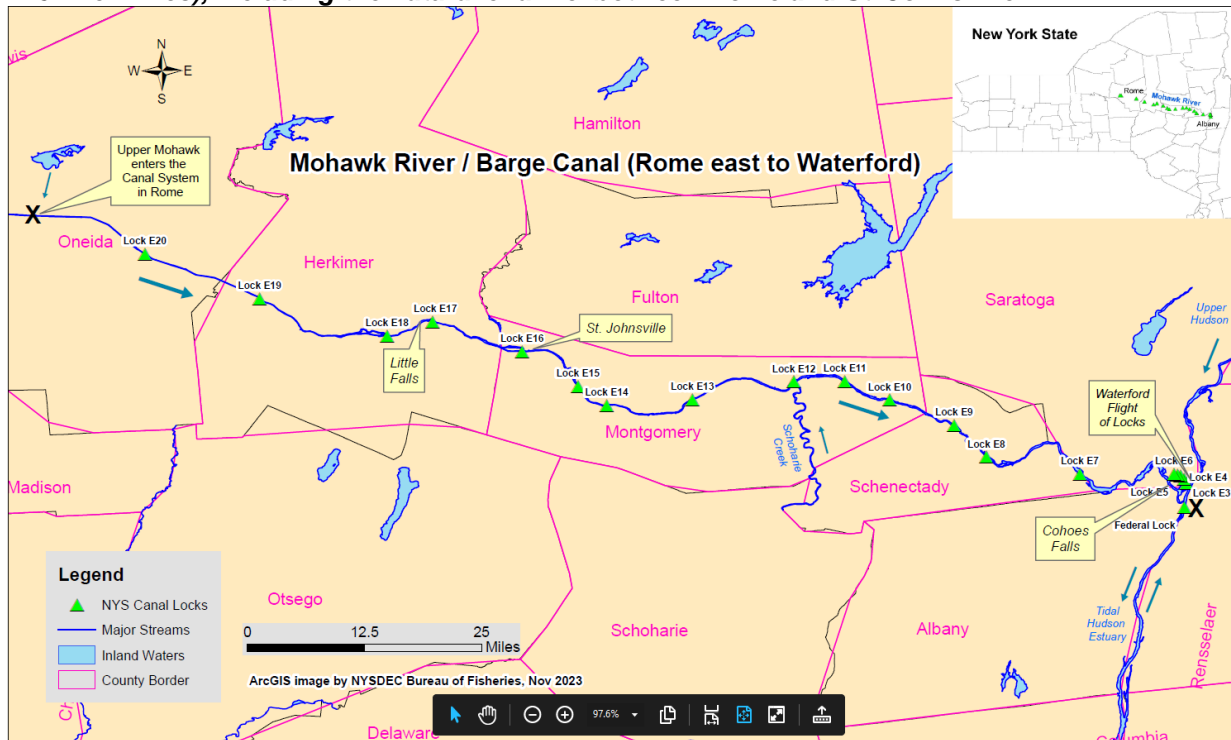 New York State
Rome
Mohawk River
Albany
N
W E
S
Hamilton
Mohawk River / Barge Canal (Rome east to Waterford)
Upper Mohawk
enters the
Canal System
in Rome
X
Oneida
Lock E20
Herkimer
Lock E19
Lock E18
Lock E17
Little
Falls
Fulton
St. Johnsville
Lock E16
Lock E15
Lock E14
Lock E13
Lock E12
Lock E11
Lock E10
Saratoga
Upper
Hudson
Waterford
Flight
of Locks
Lock E9
Lock E8
Lock E7
Lock E6
Lock E4
Lock E5
Lock E3
X
Federal Lock
Montgomery
Schoharie
Creek
Schenectady
Cohoes
Falls
Madison
Legend
NYS Canal Locks
Major Streams
Inland Waters
County Border
Otsego
0 12.5 25
Miles
Schoharie
Albany
Tidal
Hudson
Estuary
Rensselaer
ArcGIS image by NYSDEC Bureau of Fisheries, Nov 2023
Delaware
Columbia
97.6%